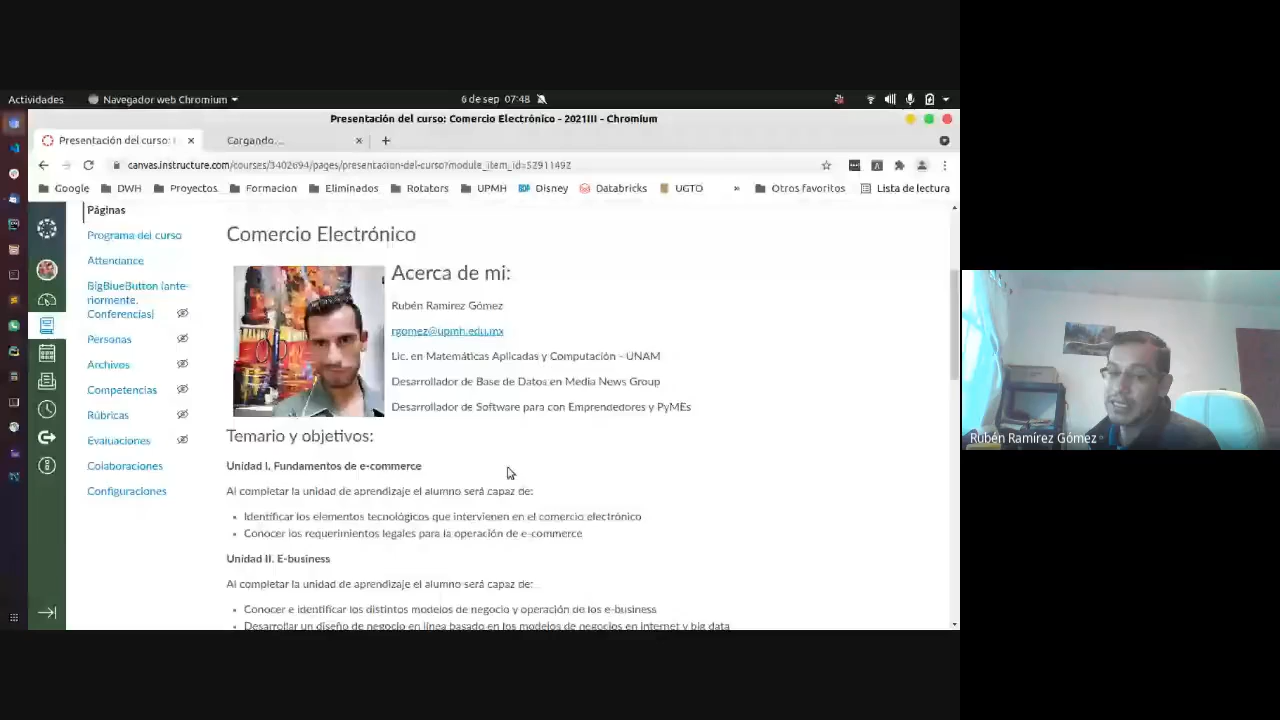 Actividades
Navegador web Chromium
6 de sep 07:48
Presentación del curso: Comercio Electrónico - 2021III - Chromium
Presentación del curso:
Cargando...
canvas.instructure.com/courses/3402694/pages/presentacion-del-curso?module_item_id=52911492
Google
DWH
Proyectos
Formacion
Eliminados
Rotators
UPMH
Disney
Databricks
UGTO
»
Otros favoritos
Lista de lectura
Páginas
Programa del curso
Attendance
BigBlueButton (ante-
riormente,
Conferencias)
Personas
Archivos
Competencias
Rúbricas
Evaluaciones
Colaboraciones
Configuraciones
Comercio Electrónico
Acerca de mi:
Rubén Ramirez Gómez
rgomez@upmh.edu.mx
Lic. en Matemáticas Aplicadas y Computación - UNAM
Desarrollador de Base de Datos en Media News Group
Desarrollador de Software para con Emprendedores y PyMEs
Temario y objetivos:
Unidad I. Fundamentos de e-commerce
Al completar la unidad de aprendizaje el alumno será capaz de:
• Identificar los elementos tecnológicos que intervienen en el comercio electrónico
• Conocer los requerimientos legales para la operación de e-commerce
Unidad II. E-business
Al completar la unidad de aprendizaje el alumno será capaz de:
• Conocer e identificar los distintos modelos de negocio y operación de los e-business
• Desarrollar un diseño de negocio en línea basado en los modelos de negocios en internet y big data
Rubén Ramírez Gómez